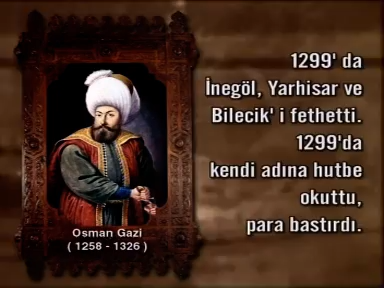 1299' da
İnegöl, Yarhisar ve
Bilecik' i fethetti.
1299'da
kendi adına hutbe
okuttu,
para bastırdı.
Osman Gazi
( 1258 - 1326 )